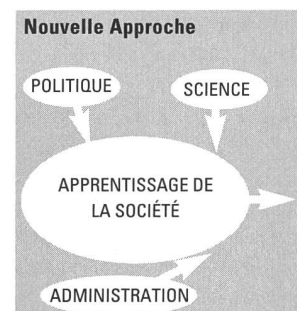 Nouvelle Approche
POLITIQUE
SCIENCE
APPRENTISSAGE DE
LA SOCIÉTÉ
ADMINISTRATION